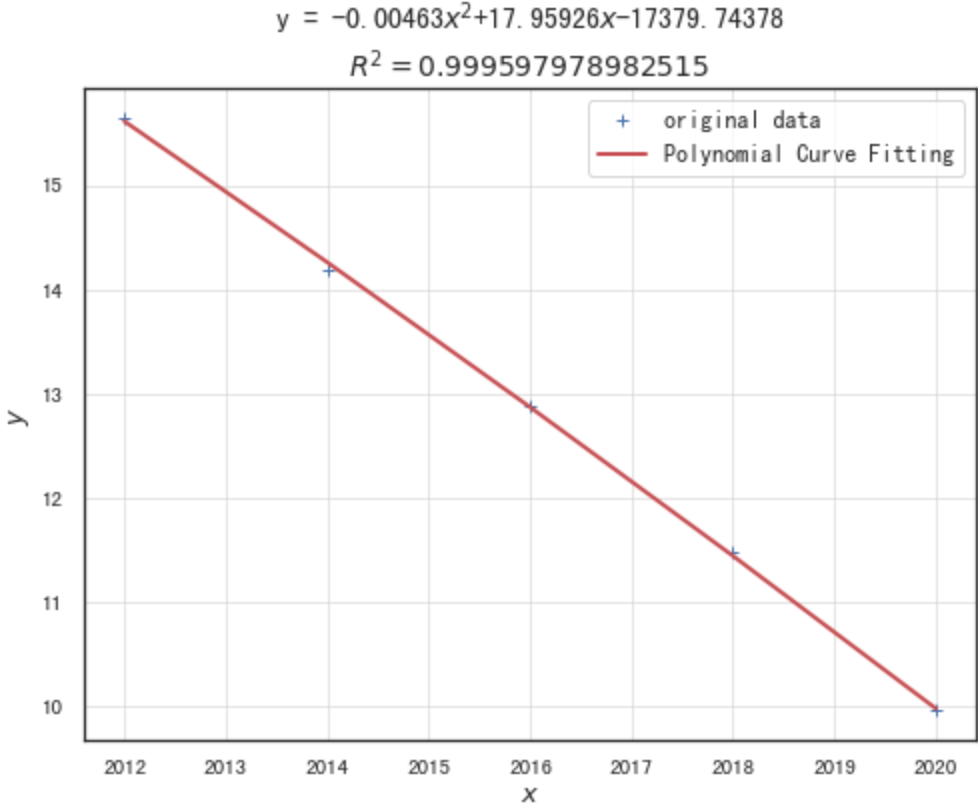 y = −0.00463x²+17.95926x−17379.74378
R² = 0.999597978982515
original data
Polynomial Curve Fitting
15
14
13
12
11
10
y
2012 2013 2014 2015 2016 2017 2018 2019 2020
x